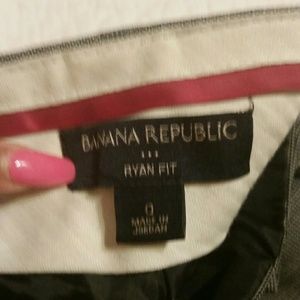 BANANA REPUBLIC
RYAN FIT
0
MADE IN
JORDAN